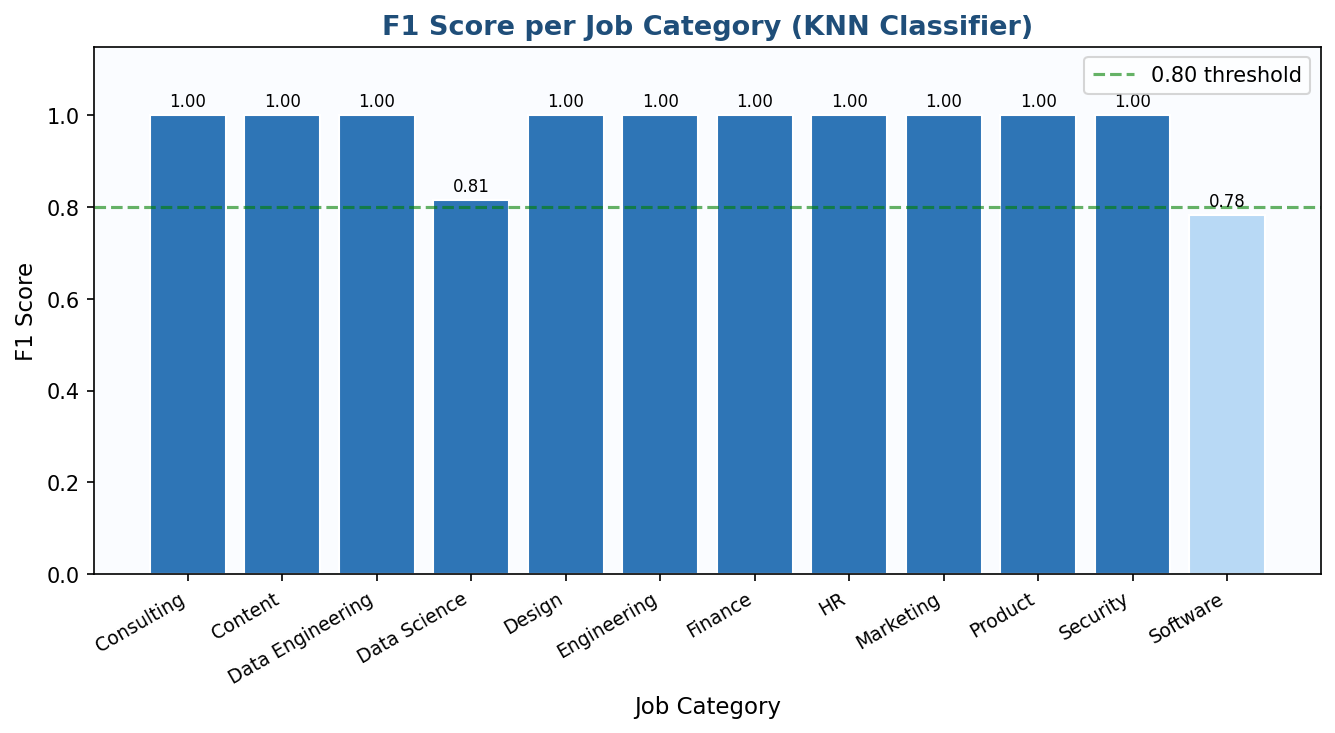 F1 Score per Job Category (KNN Classifier)
0.80 threshold
1.00 1.00 1.00 0.81 1.00 1.00 1.00 1.00 1.00 1.00 1.00 0.78
F1 Score
1.0
0.8
0.6
0.4
0.2
0.0
Consulting Content Data Engineering Data Science Design Engineering Finance HR Marketing Product Security Software
Job Category